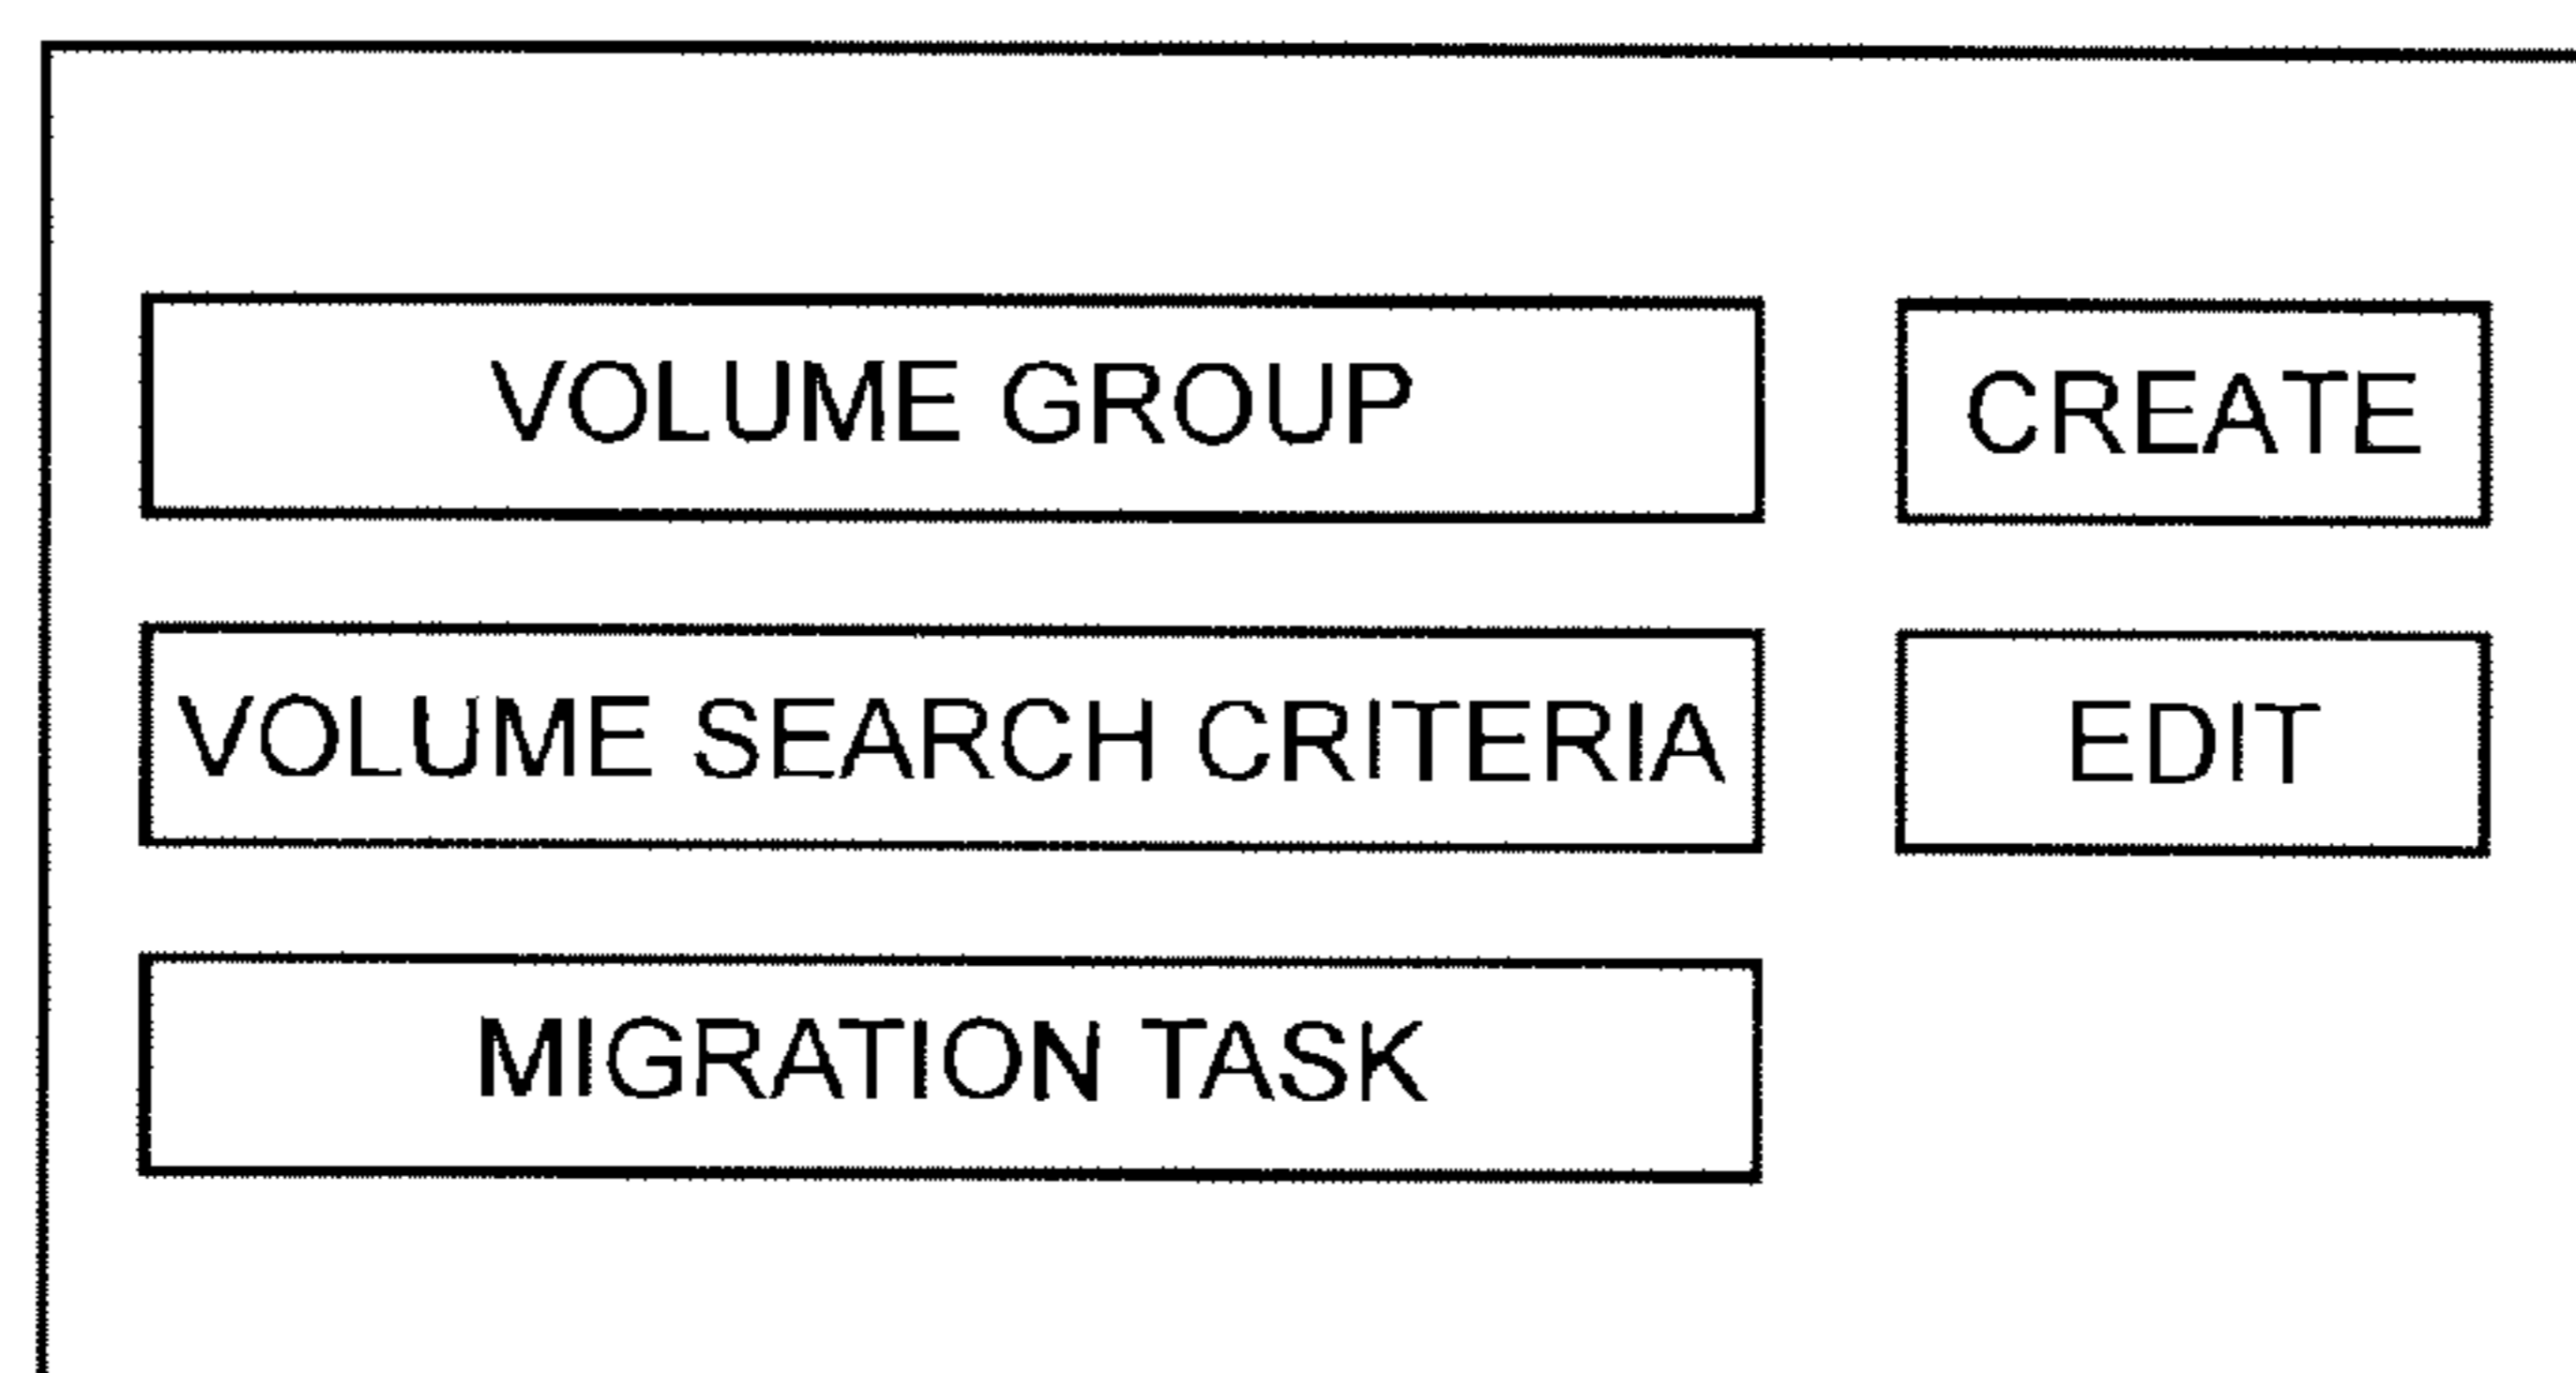 VOLUME GROUP
CREATE
VOLUME SEARCH CRITERIA
EDIT
MIGRATION TASK